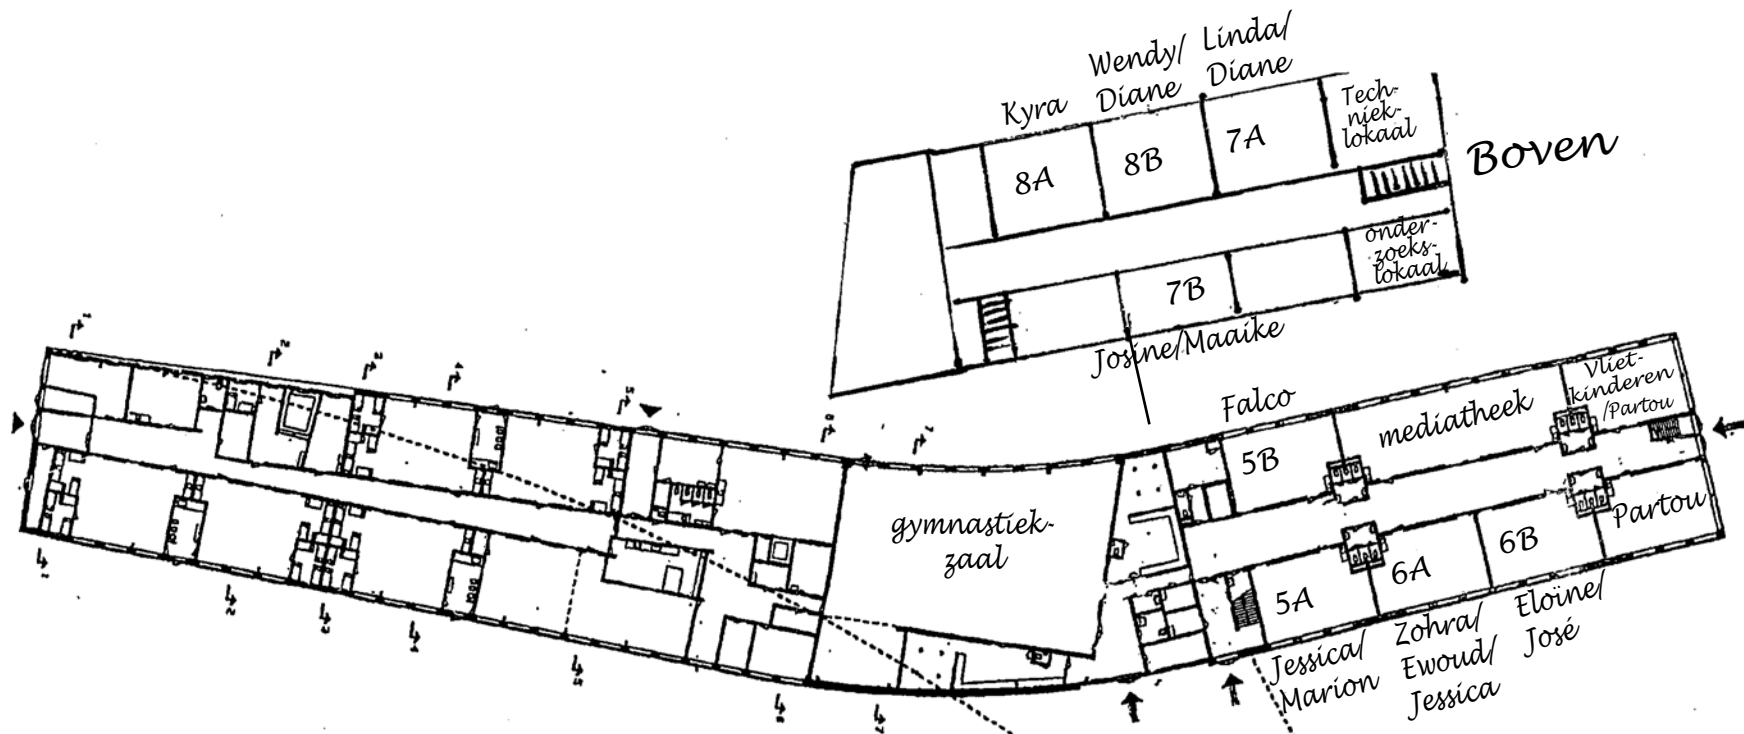 Kyra
Wendy/
Diane
Linda/
Diane
8A
8B
7A
Tech-
niek-
lokaal
Boven
7B
onder-
zoeks-
lokaal
Josine/Maaike
Falco
5B
mediatheek
Vliet-
kinderen
/Partou
gymnastiek-
zaal
5A
6A
6B
Partou
Jessica/
Marion
Zohra/
Ewoud/
Jessica
Eloïne/
José